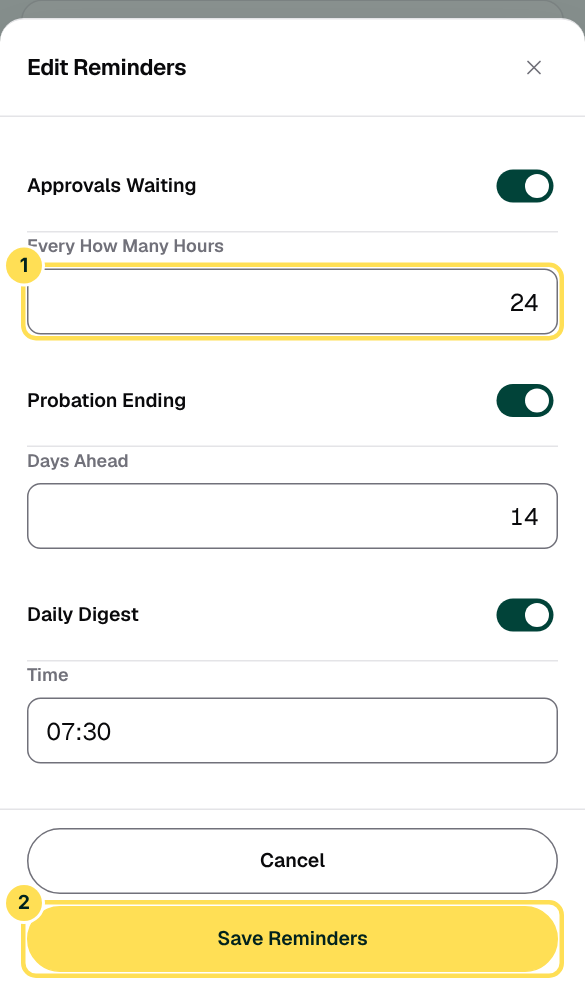 Edit Reminders
Approvals Waiting
Every How Many Hours
1
24
Probation Ending
Days Ahead
14
Daily Digest
Time
07:30
Cancel
2
Save Reminders